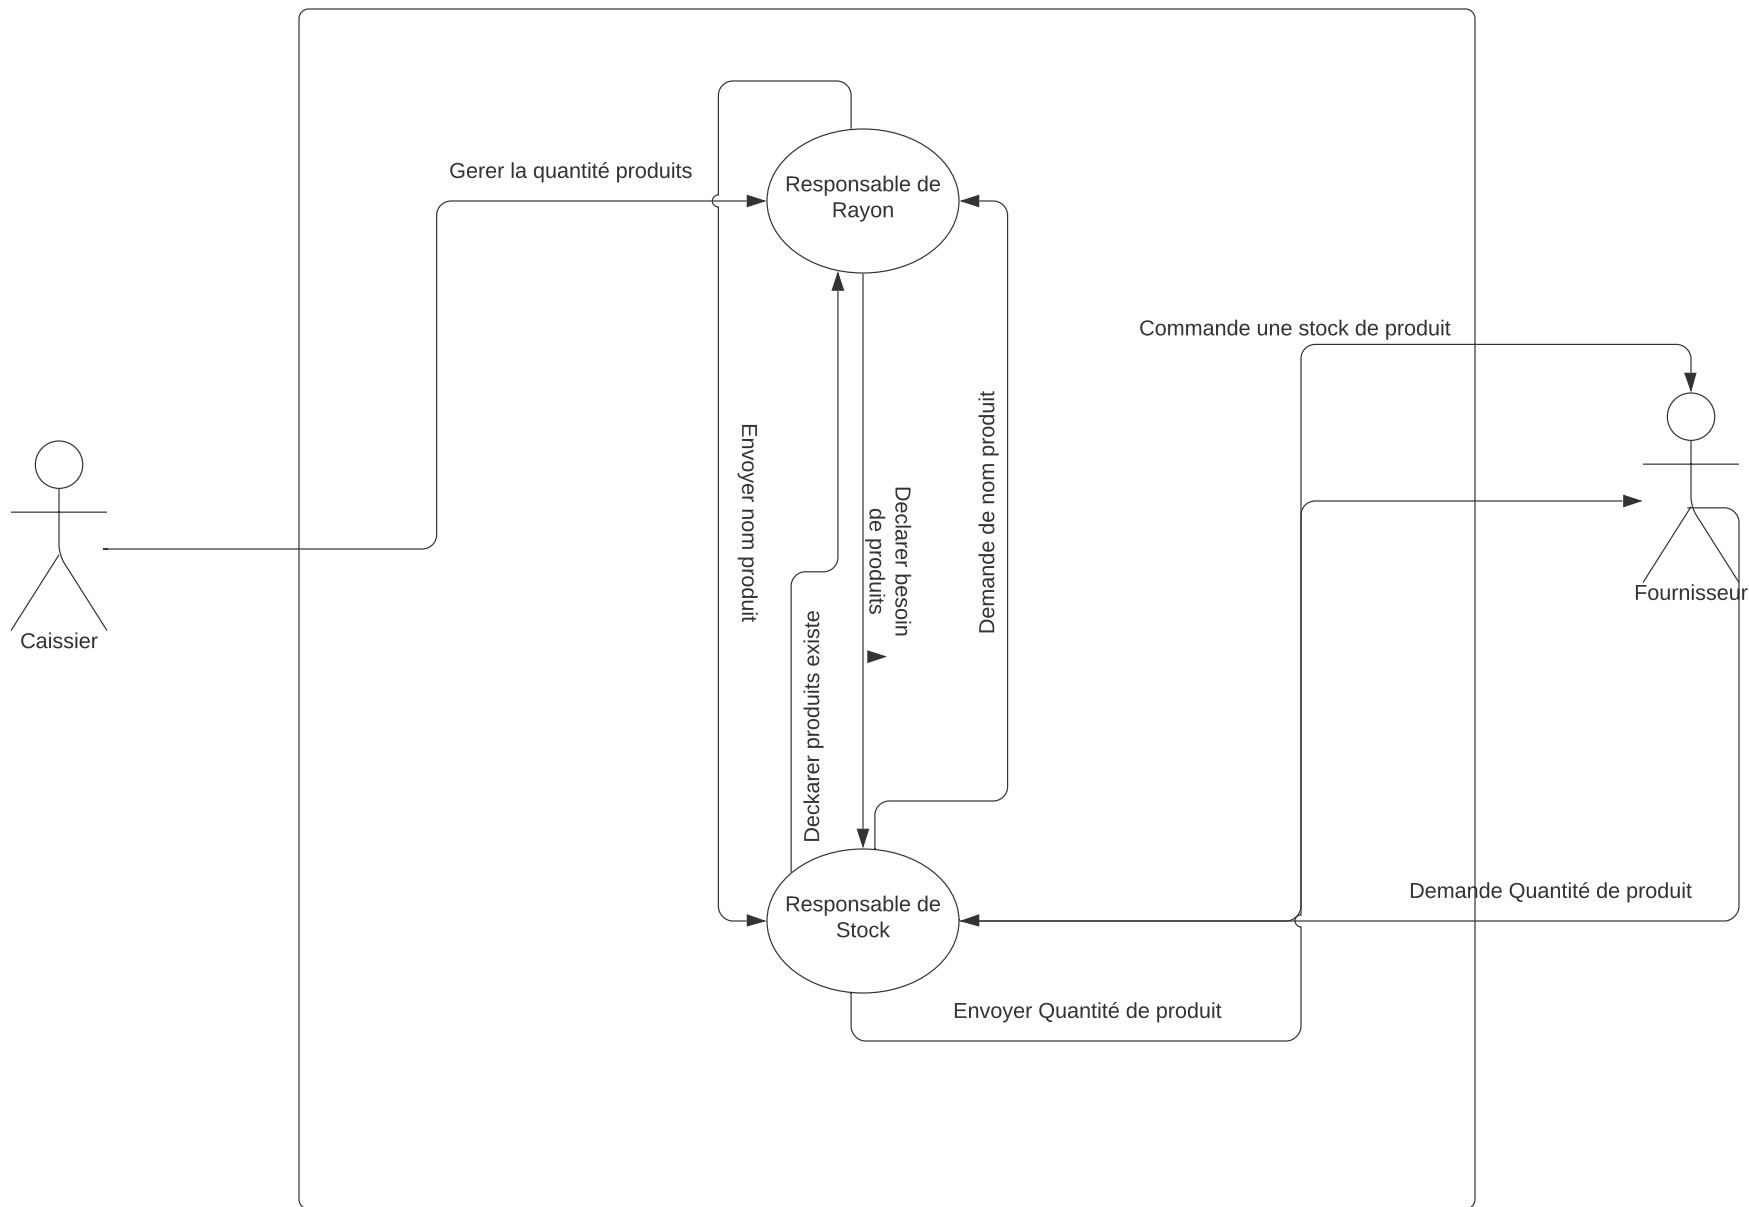 Gerer la quantité produits
Responsable de
Rayon
Commande une stock de produit
Envoyer nom produit
Declarer besoin
de produits
Demande de nom produit
Deckarer produits existe
Caissier
Fournisseur
Responsable de
Stock
Demande Quantité de produit
Envoyer Quantité de produit